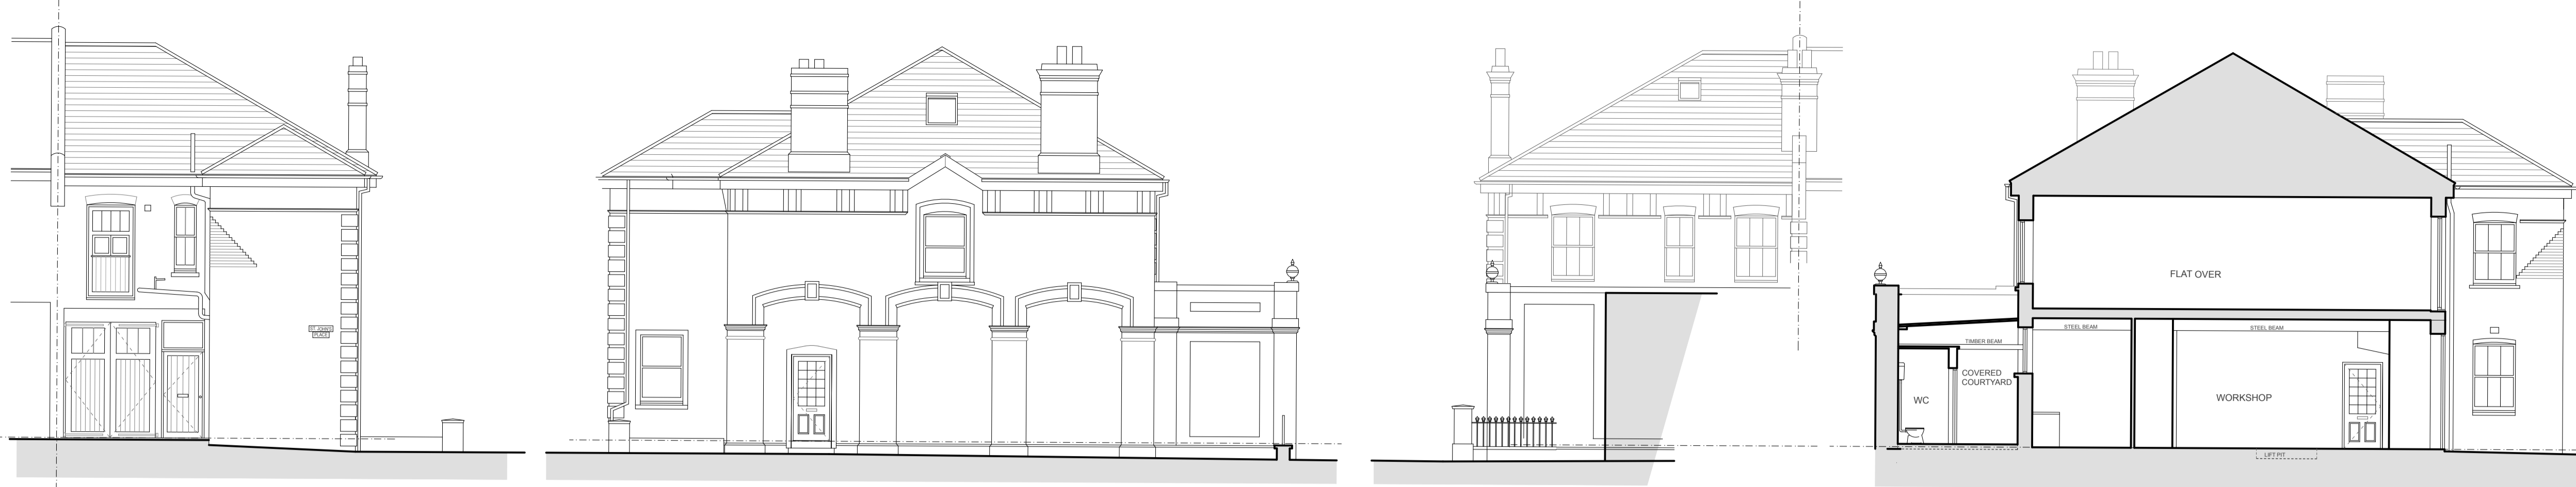 ST. JOHN'S
PLACE
FLAT OVER
STEEL BEAM
STEEL BEAM
TIMBER BEAM
COVERED
COURTYARD
WC
WORKSHOP
LIFT PIT